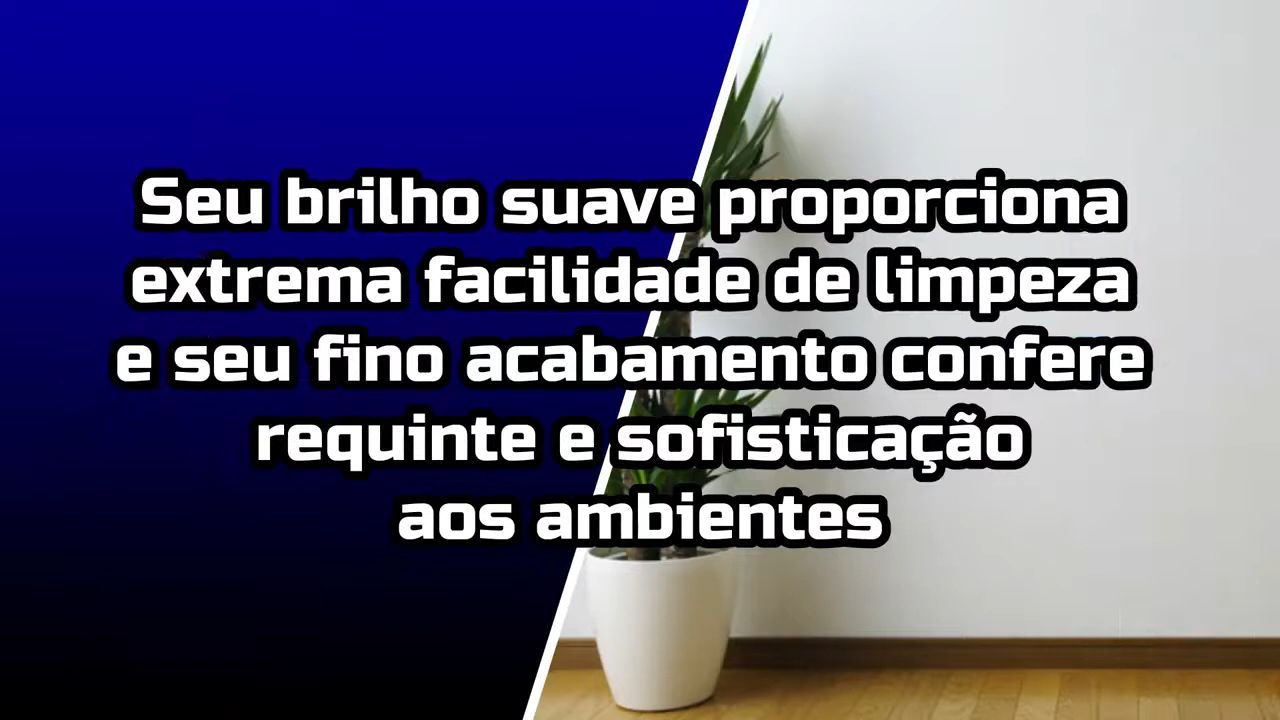 Seu brilho suave proporciona
extrema facilidade de limpeza
e seu fino acabamento confere
requinte e sofisticação
aos ambientes